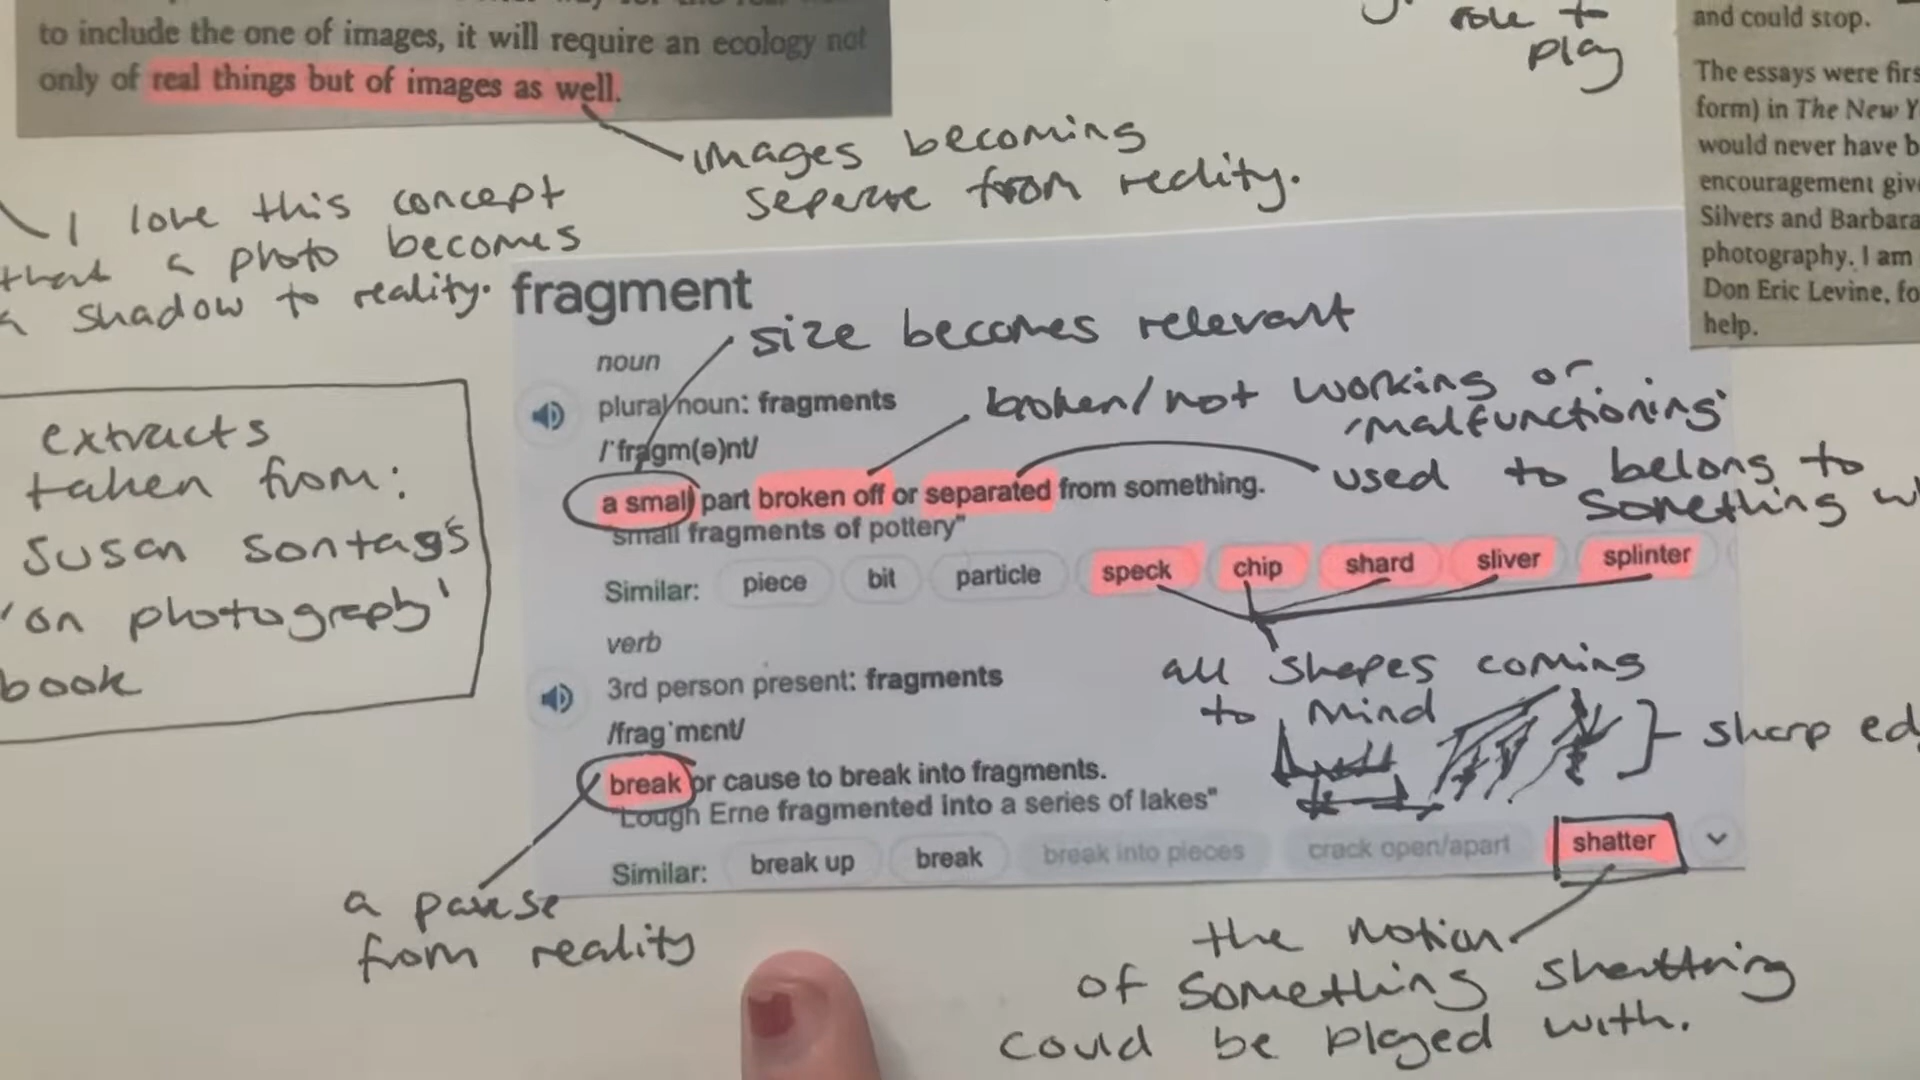 to include the one of images, it will require an ecology not
only of real things but of images as well.
role to
play
and could stop.
The essays were firs
form) in The New Y
would never have b
encouragement giv
Silvers and Barbara
photography. I am
Don Eric Levine, fo
help.
images becoming
seperate from reality.
I love this concept
that a photo becomes
a shadow to reality.
extracts
taken from:
Susan Sontag's
'on photography'
book
fragment
size becomes relevant
noun
plural noun: fragments
/ˈfragm(ə)nt/
broken/not working or
'malfunctioning'
a small part broken off or separated from something.
used to belong to
something w
"small fragments of pottery"
Similar: piece bit particle speck chip shard sliver splinter
all shapes coming
to mind
sharp ed
verb
3rd person present: fragments
/fragˈmɛnt/
break or cause to break into fragments.
"Lough Erne fragmented into a series of lakes"
Similar: break up break break into pieces crack open/apart shatter
a pause
from reality
the notion
of something shattring
could be played with.